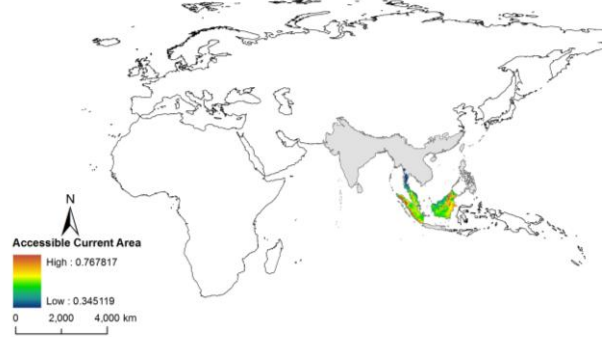 N
Accessible Current Area
High : 0.767817
Low : 0.345119
0 2,000 4,000 km